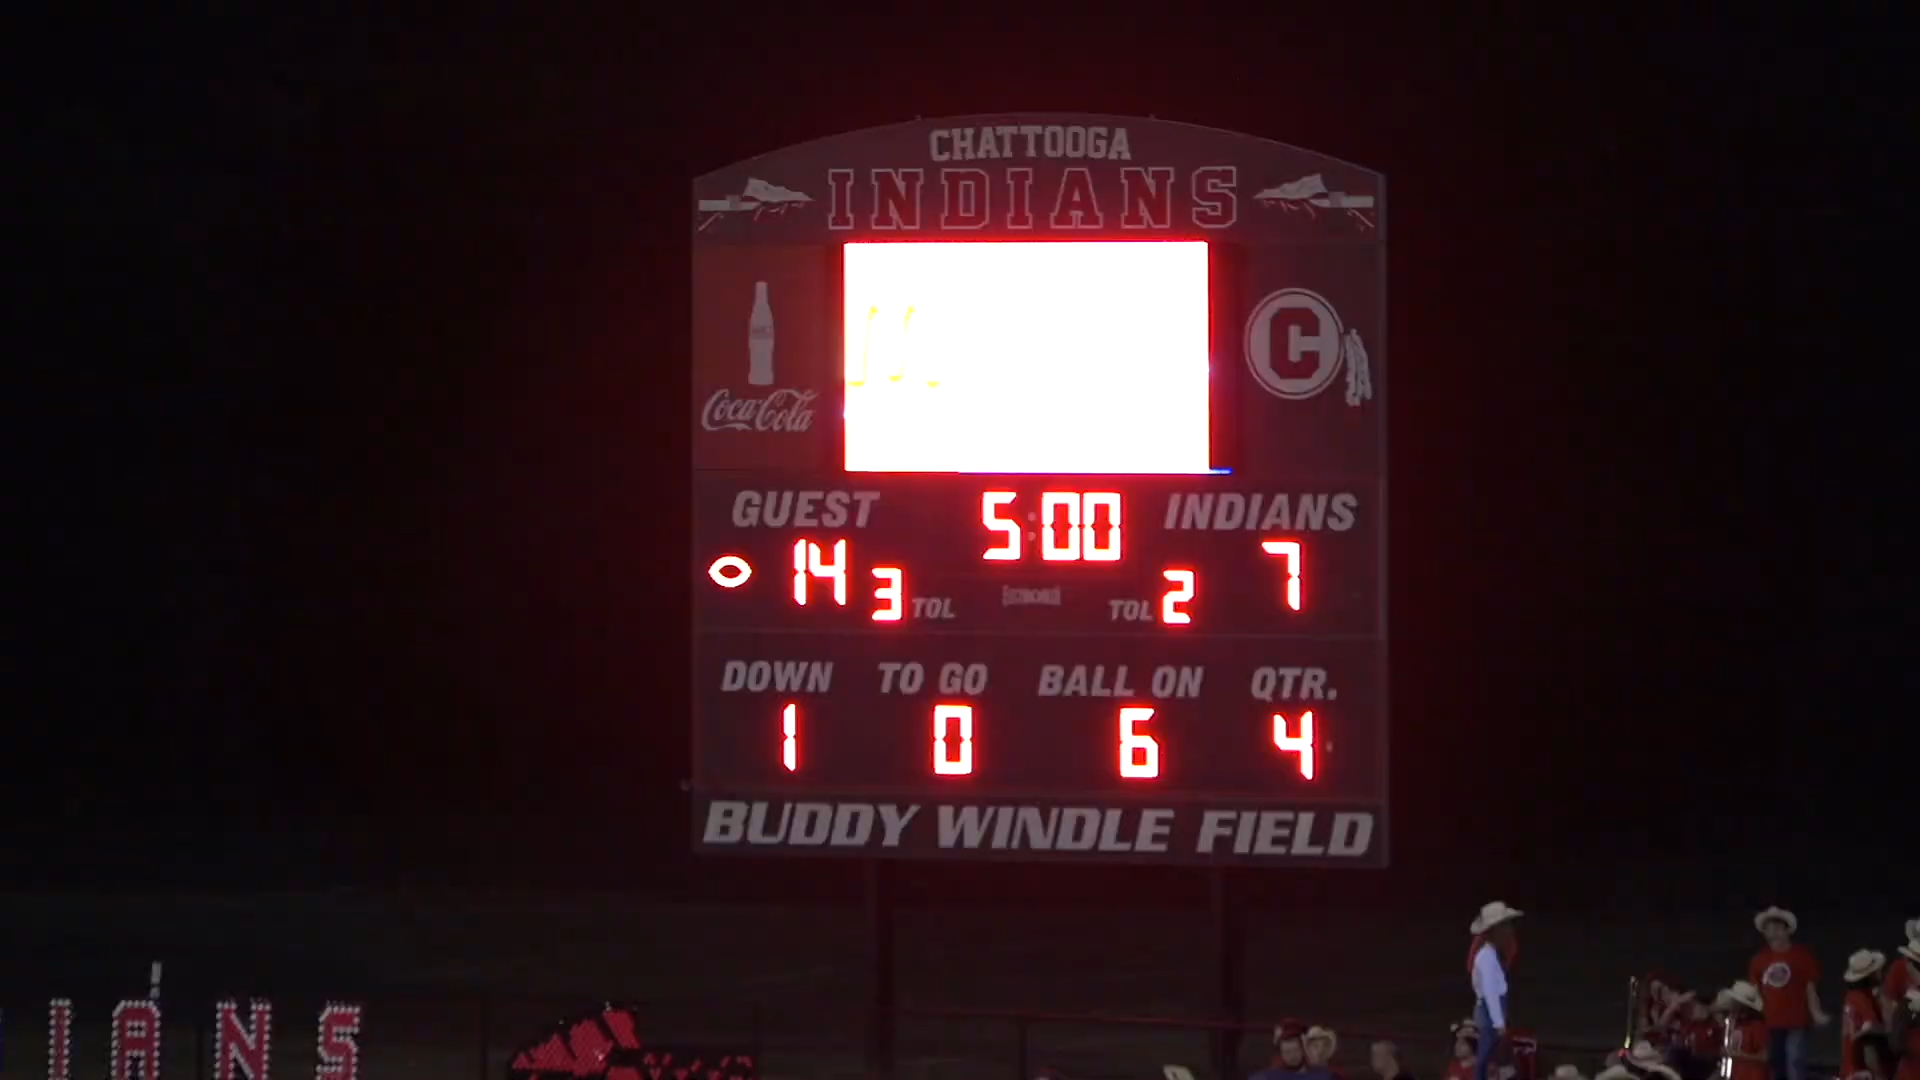 CHATTOOGA
INDIANS
C
Coca-Cola
GUEST 5:00 INDIANS
14 3 TOL TOL 2 7
DOWN TO GO BALL ON QTR.
1 0 6 4
BUDDY WINDLE FIELD
IANS